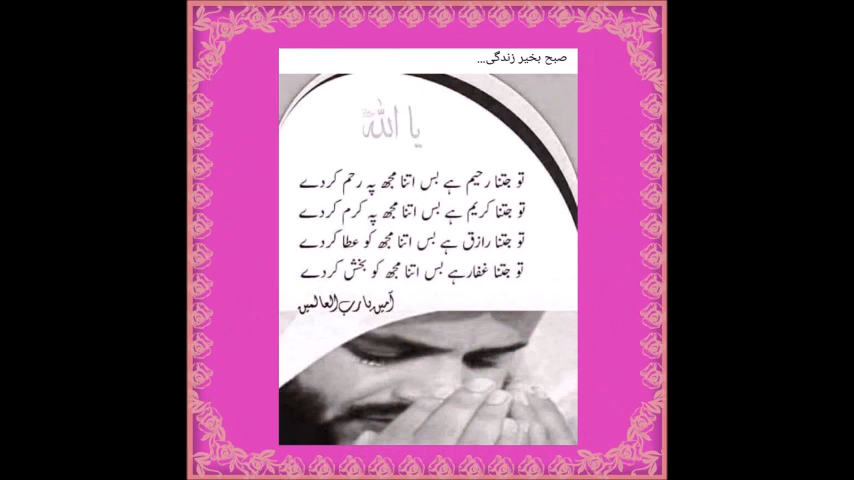 صبح بخیر زندگی...
یا اللہ
تو جتنا رحیم ہے بس اتنا مجھ پہ رحم کردے
تو جتنا کریم ہے بس اتنا مجھ پہ کرم کردے
تو جتنا رازق ہے بس اتنا مجھ کو عطا کردے
تو جتنا غفار ہے بس اتنا مجھ کو بخش کردے
آمین یا رب العالمین